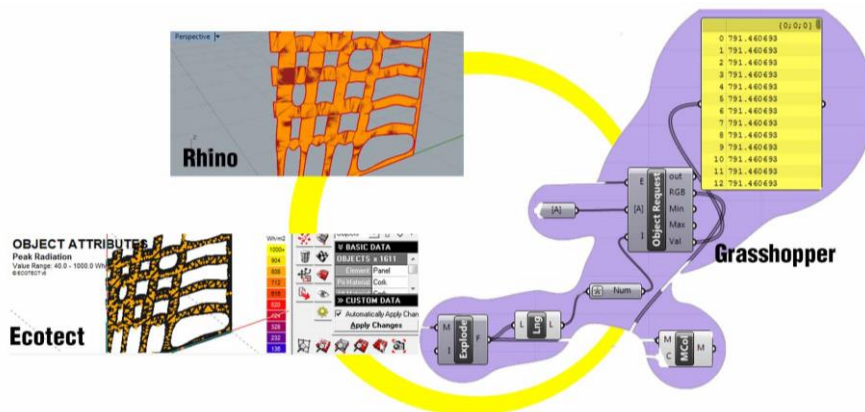 Perspective
Rhino
{0;0;0}
0 791.460693
1 791.460693
2 791.460693
3 791.460693
4 791.460693
5 791.460693
6 791.460693
7 791.460693
8 791.460693
9 791.460693
10 791.460693
11 791.460693
12 791.460693
E
[A]
I
Object Request
out
RGB
Min
Max
Val
[A]
Grasshopper
Num
M
I
Explode
F
L
Lng
L
M
C
MCol
M
OBJECT ATTRIBUTES
Peak Radiation
Value Range: 40.0 - 1000.0 Wh
Ecotect
Wh/m2
1000+
904
808
712
616
520
424
328
232
136
BASIC DATA
OBJECTS x 1611
Element Panel
Cork
Cork
CUSTOM DATA
Automatically Apply Chan
Apply Changes